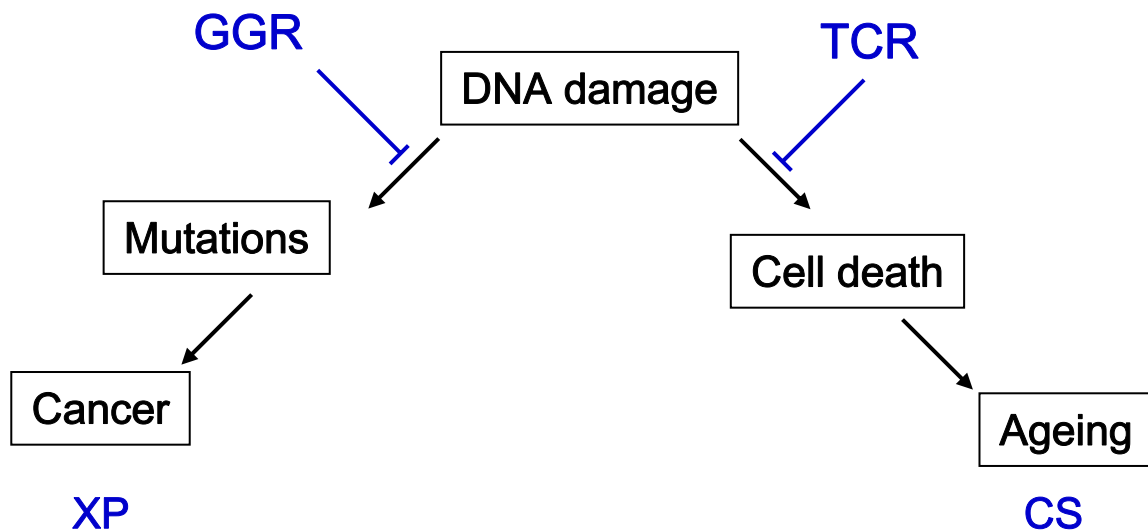 GGR
TCR
DNA damage
Mutations
Cell death
Cancer
Ageing
XP
CS